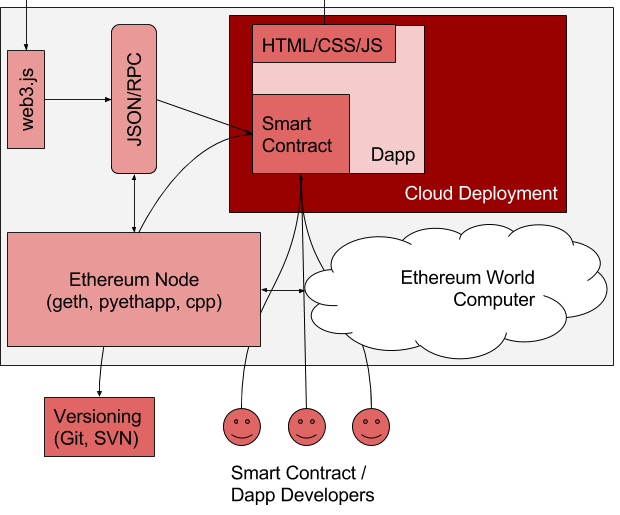 HTML/CSS/JS
web3.js
JSON/RPC
Smart
Contract
Dapp
Cloud Deployment
Ethereum Node
(geth, pyethapp, cpp)
Ethereum World
Computer
Versioning
(Git, SVN)
Smart Contract /
Dapp Developers